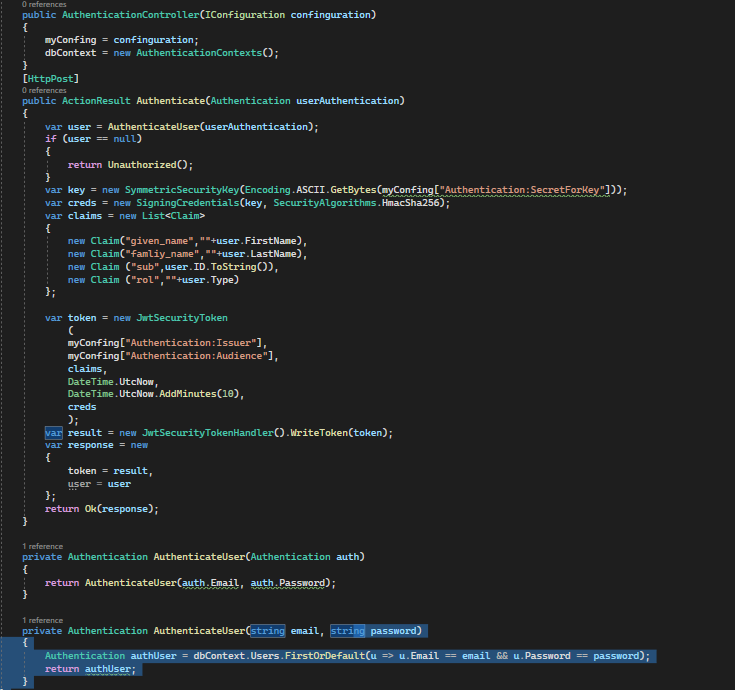 0 references
public AuthenticationController(IConfiguration confinguration)
{
myConfing = confinguration;
dbContext = new AuthenticationContexts();
}
[HttpPost]
0 references
public ActionResult Authenticate(Authentication userAuthentication)
{
var user = AuthenticateUser(userAuthentication);
if (user == null)
{
return Unauthorized();
}
var key = new SymmetricSecurityKey(Encoding.ASCII.GetBytes(myConfing["Authentication:SecretForKey"]));
var creds = new SigningCredentials(key, SecurityAlgorithms.HmacSha256);
var claims = new List<Claim>
{
new Claim("given_name",""+user.FirstName),
new Claim("famliy_name",""+user.LastName),
new Claim ("sub",user.ID.ToString()),
new Claim ("rol",""+user.Type)
};
var token = new JwtSecurityToken
(
myConfing["Authentication:Issuer"],
myConfing["Authentication:Audience"],
claims,
DateTime.UtcNow,
DateTime.UtcNow.AddMinutes(10),
creds
);
var result = new JwtSecurityTokenHandler().WriteToken(token);
var response = new
{
token = result,
user = user
};
return Ok(response);
}
1 reference
private Authentication AuthenticateUser(Authentication auth)
{
return AuthenticateUser(auth.Email, auth.Password);
}
1 reference
private Authentication AuthenticateUser(string email, string password)
{
Authentication authUser = dbContext.Users.FirstOrDefault(u => u.Email == email && u.Password == password);
return authUser;
}